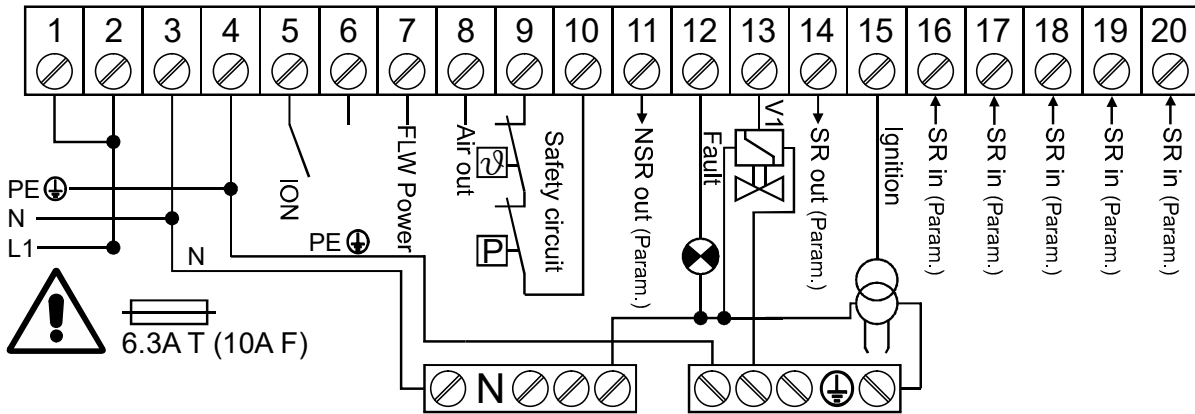 1 2 3 4 5 6 7 8 9 10 11 12 13 14 15 16 17 18 19 20
PE
N
L1
N
ION
PE
FLW Power
Air out
ϑ
P
Safety circuit
NSR out (Param.)
Fault
V1
SR out (Param.)
Ignition
SR in (Param.)
SR in (Param.)
SR in (Param.)
SR in (Param.)
SR in (Param.)
!
6.3A T (10A F)
N